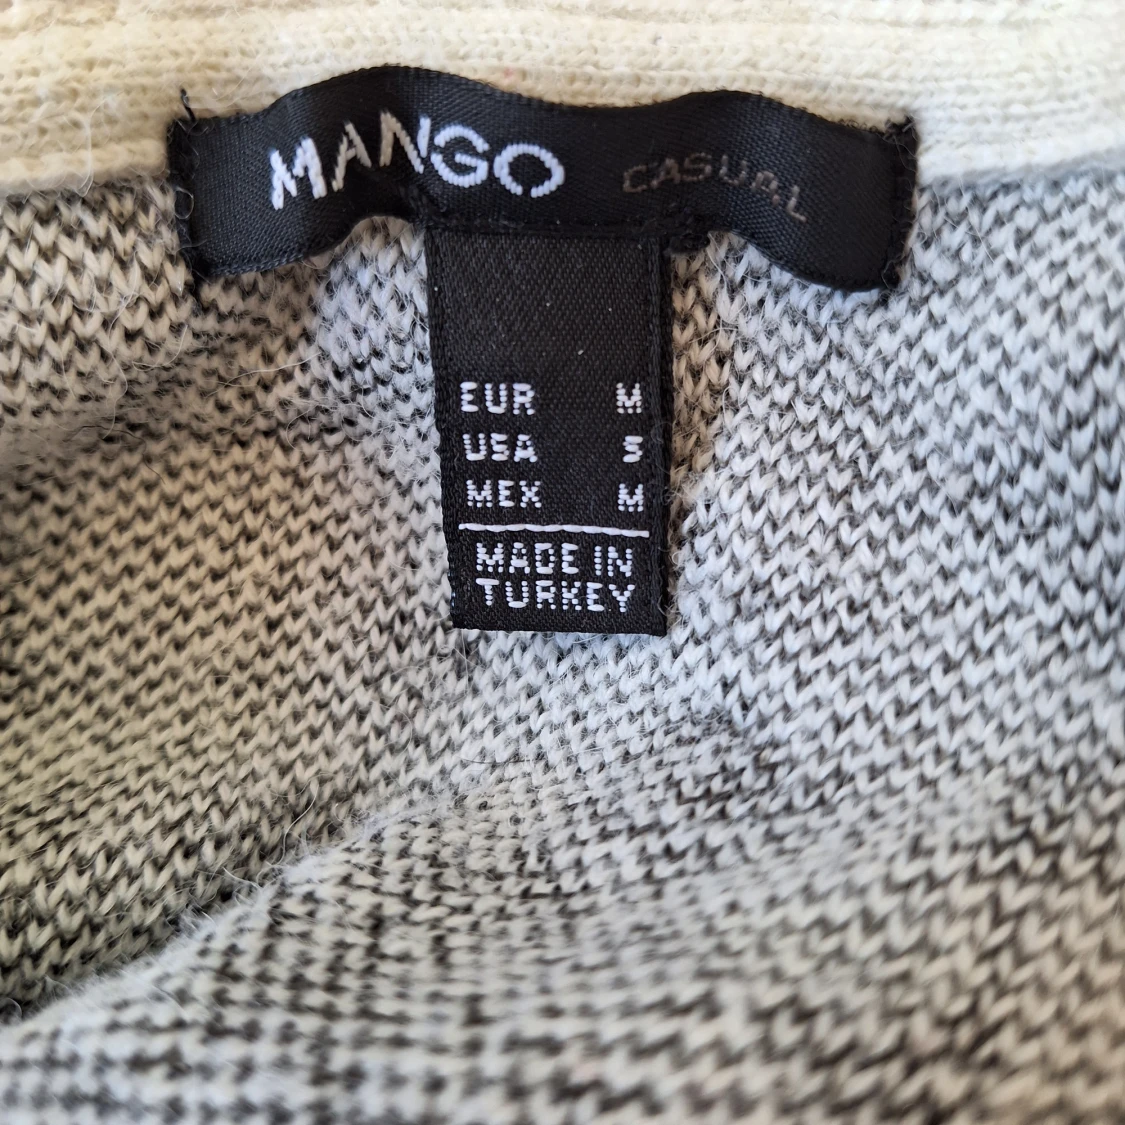 MANGO CASUAL
EUR M
USA S
MEX M
MADE IN
TURKEY